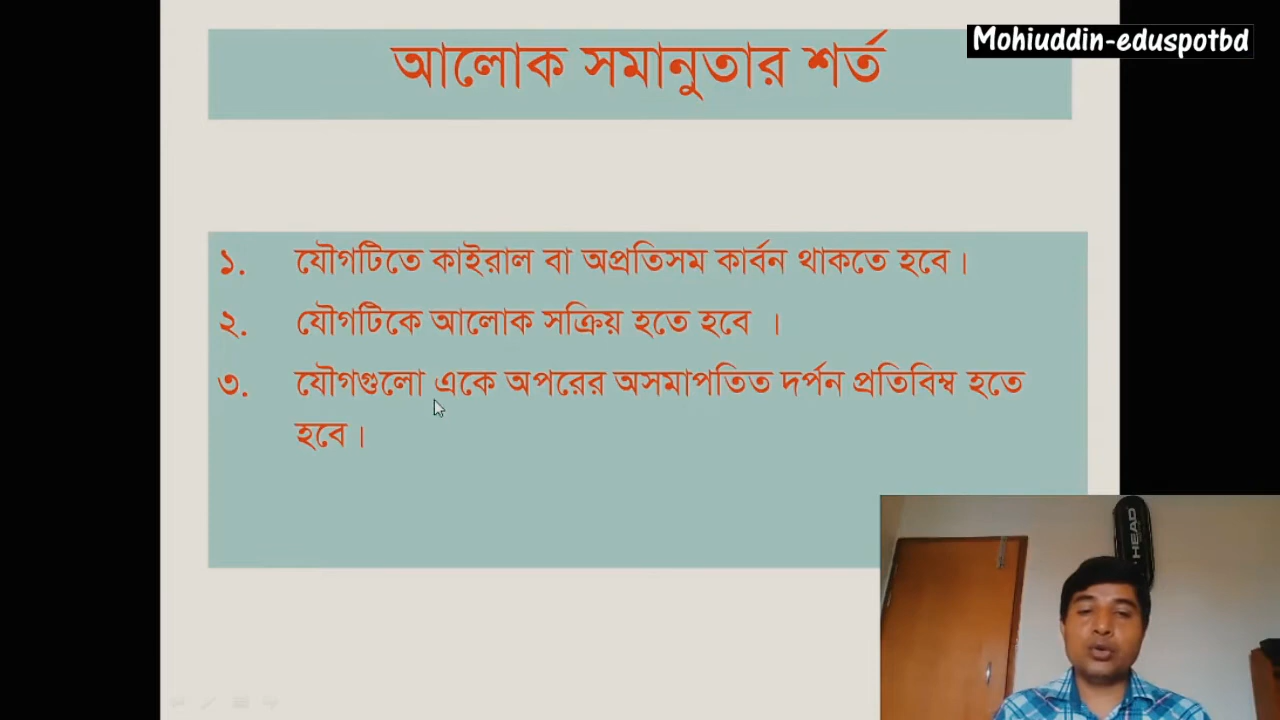 Mohiuddin-eduspotbd
আলোক সমানুতার শর্ত
১. যৌগটিতে কাইরাল বা অপ্রতিসম কার্বন থাকতে হবে।
২. যৌগটিকে আলোক সক্রিয় হতে হবে ।
৩. যৌগগুলো একে অপরের অসমাপতিত দর্পন প্রতিবিম্ব হতে
হবে।
HEAD